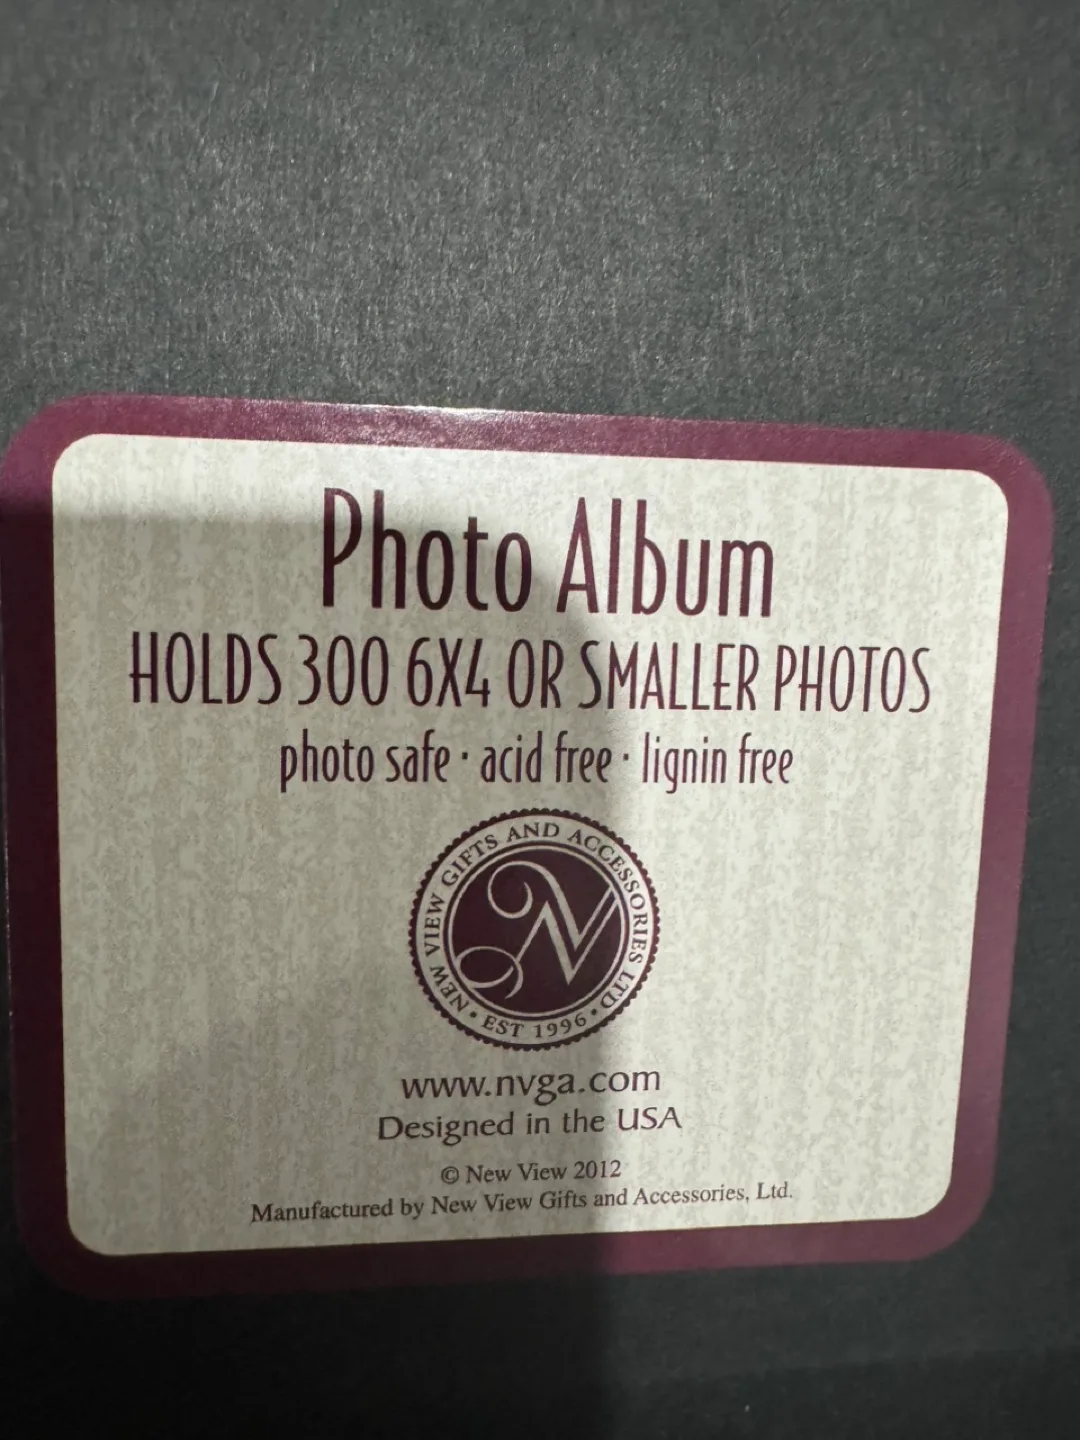 Photo Album
HOLDS 300 6X4 OR SMALLER PHOTOS
photo safe · acid free · lignin free
NEW VIEW GIFTS AND ACCESSORIES LTD
N
• EST 1996 •
www.nvga.com
Designed in the USA
© New View 2012
Manufactured by New View Gifts and Accessories, Ltd.